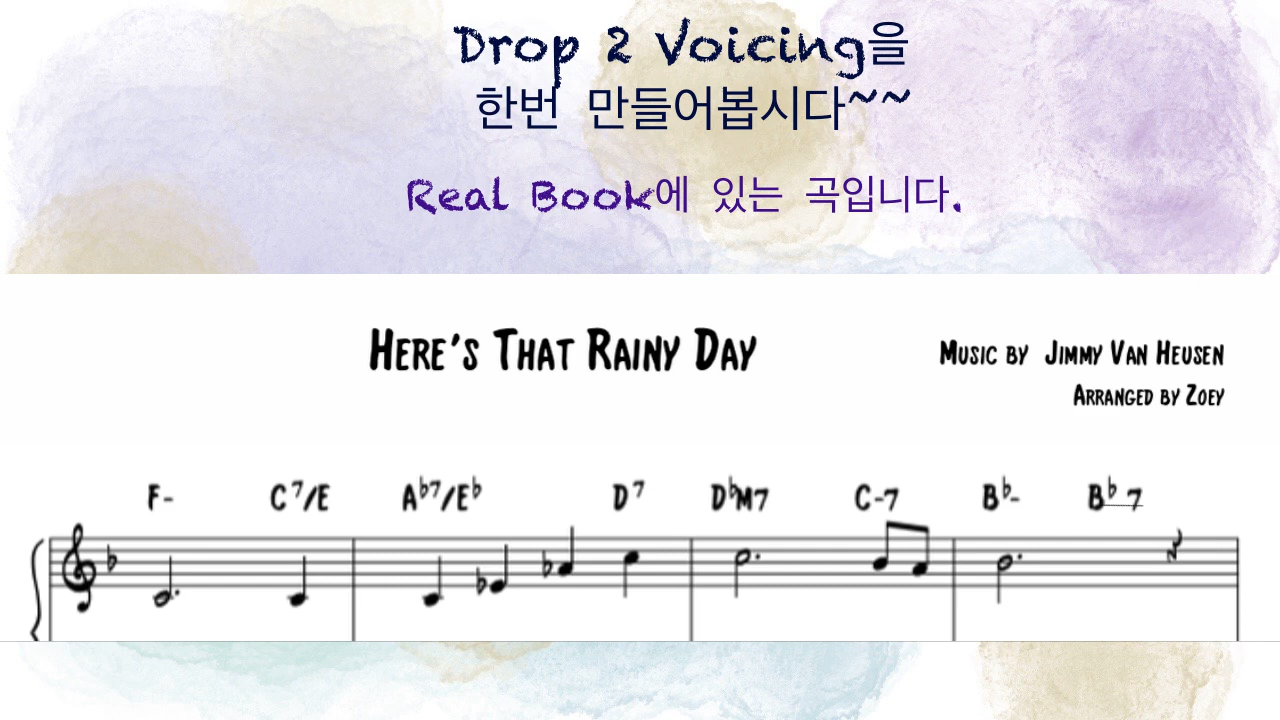 Drop 2 Voicing을
한번 만들어봅시다~~
Real Book에 있는 곡입니다.
Here's That Rainy Day
Music by Jimmy Van Heusen
Arranged by Zoey
F- C7/E A♭7/E♭ D7 D♭M7 C-7 B♭- B♭7